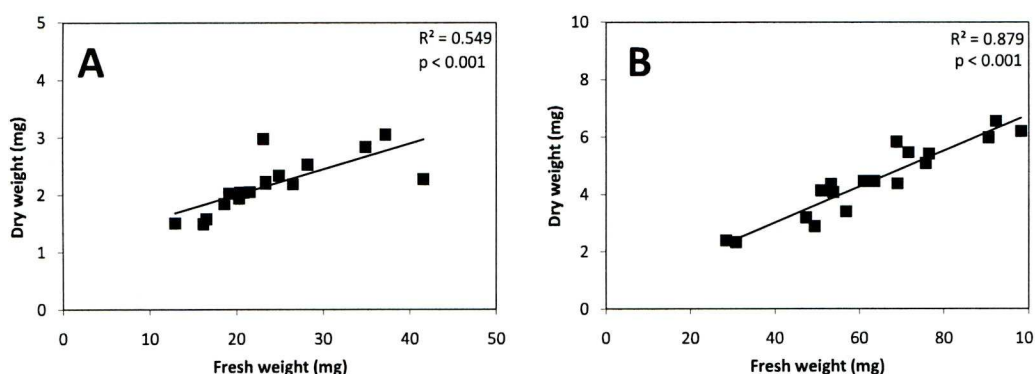 A
R² = 0.549
p < 0.001
Dry weight (mg)
5
4
3
2
1
0
0 10 20 30 40 50
Fresh weight (mg)
B
R² = 0.879
p < 0.001
Dry weight (mg)
10
8
6
4
2
0
0 20 40 60 80 10
Fresh weight (mg)